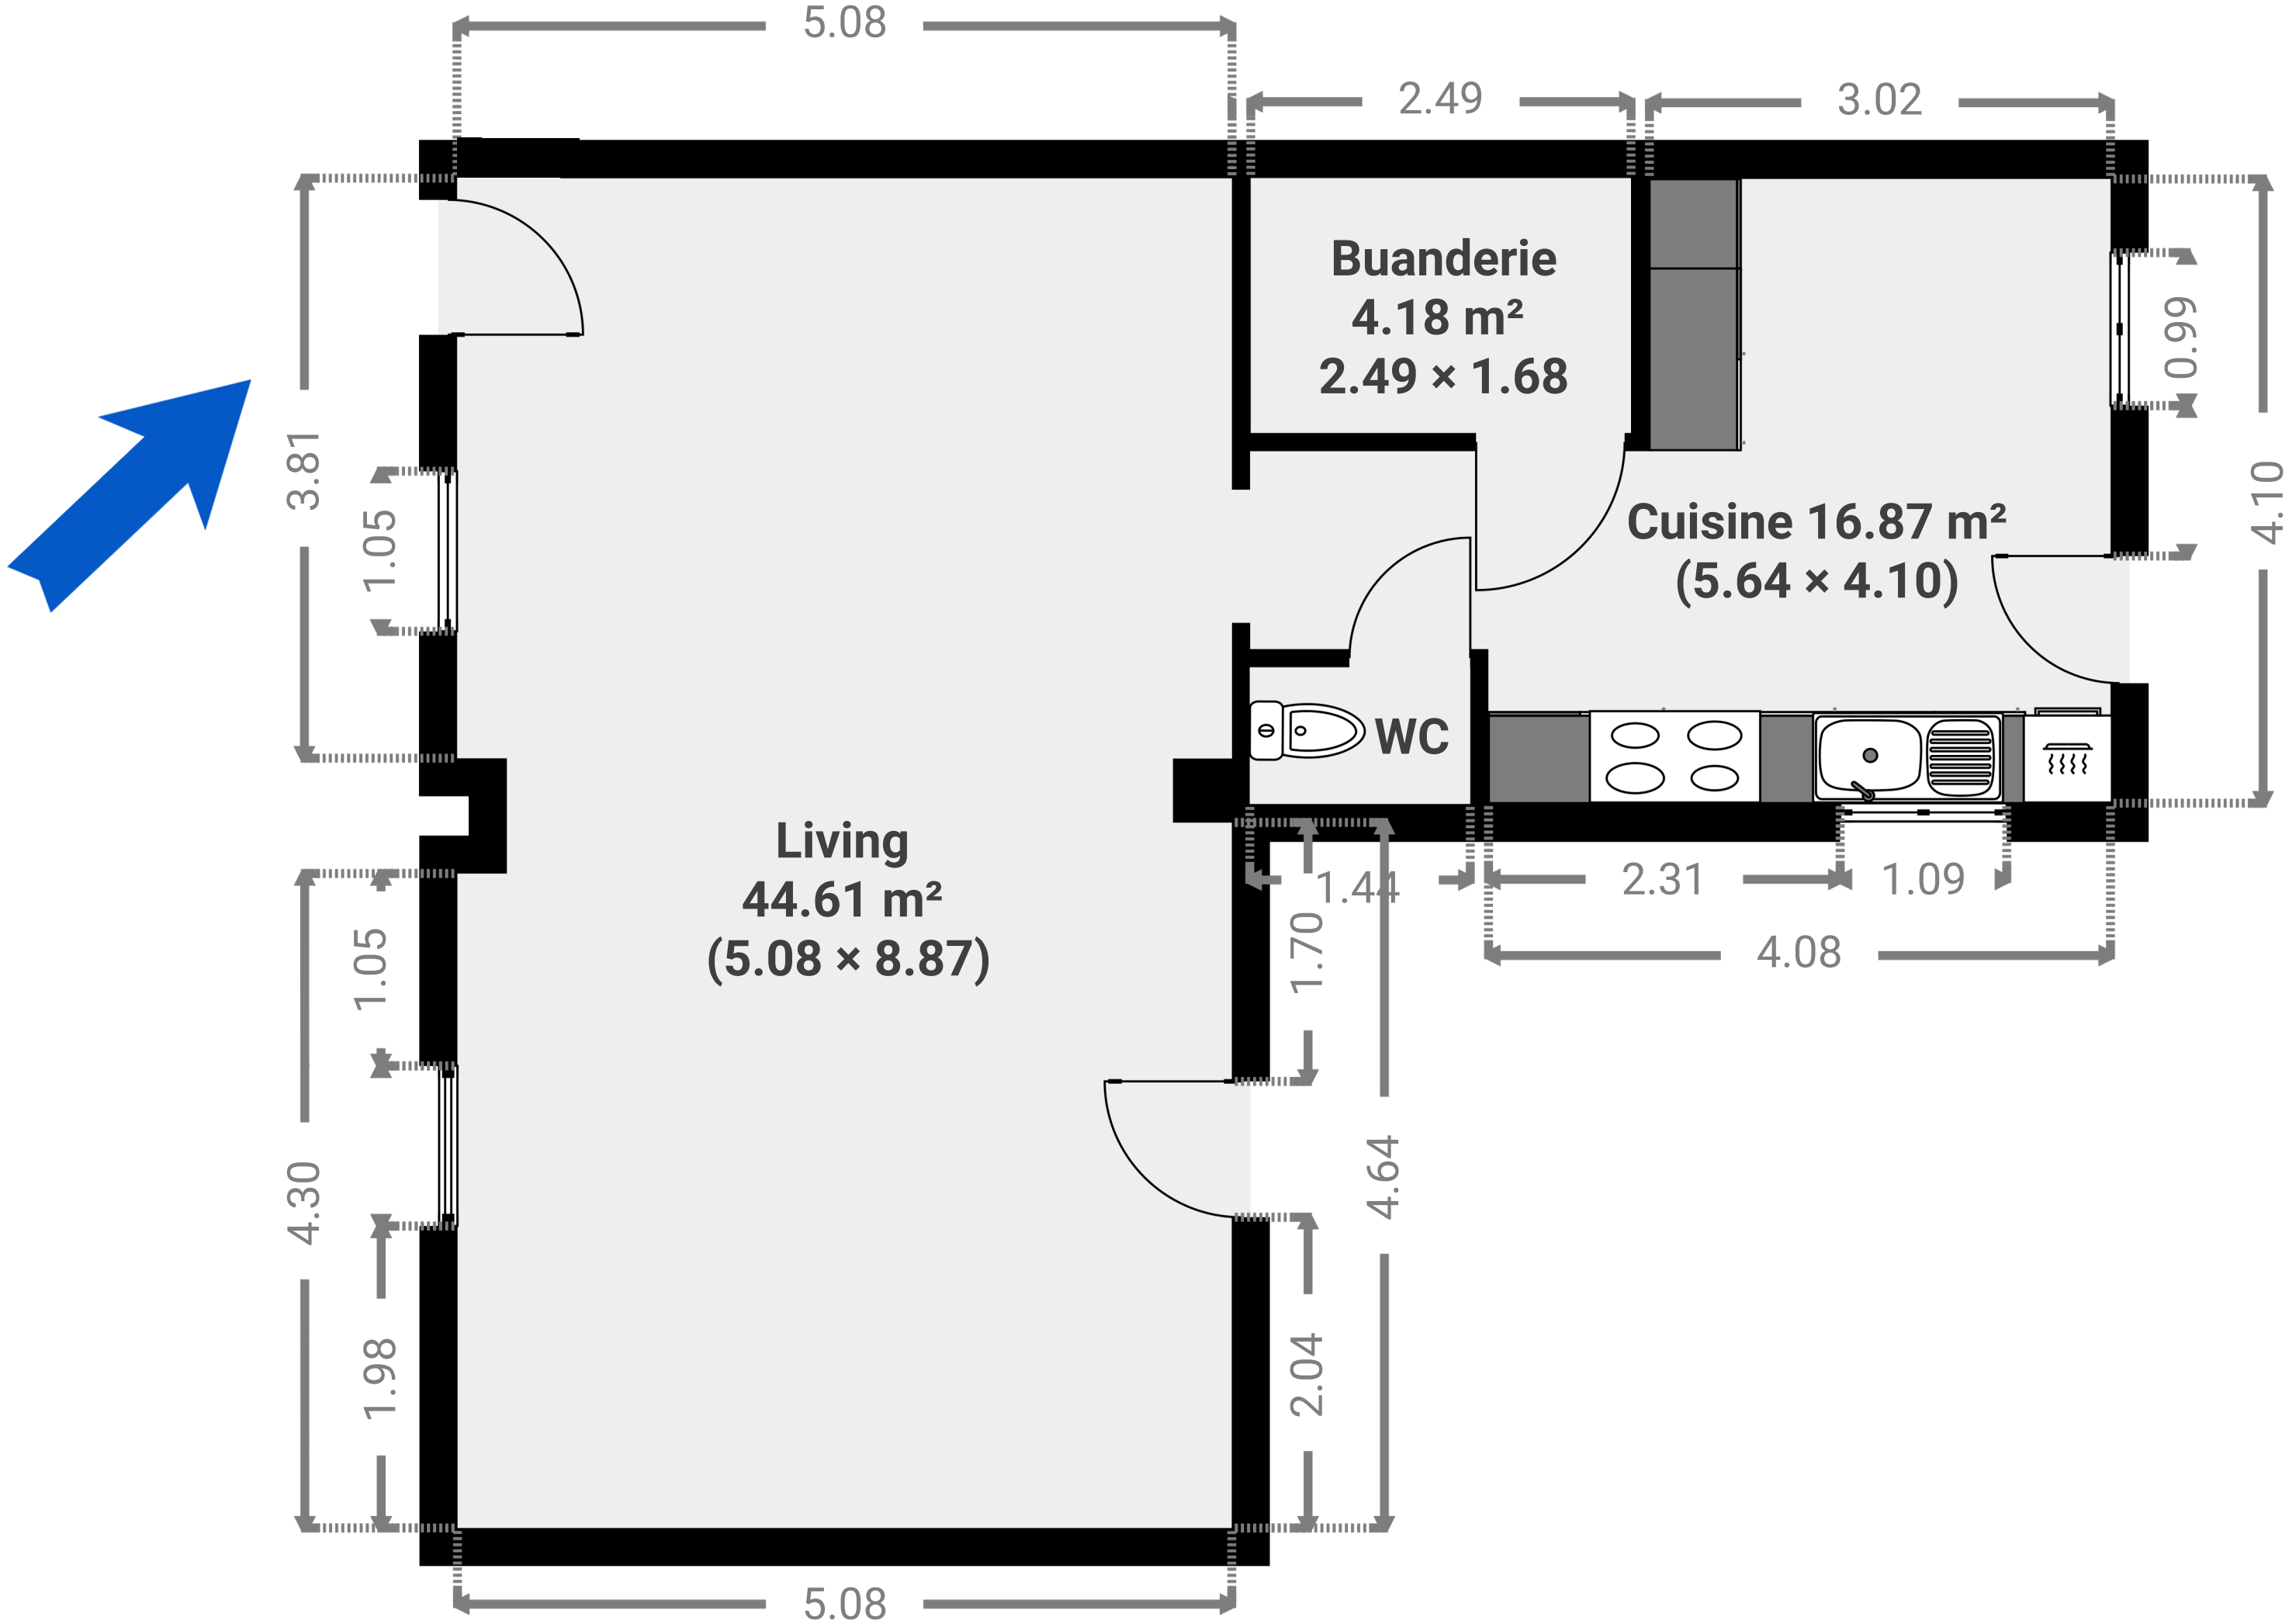 5.08
2.49
3.02
Buanderie
4.18 m²
2.49 × 1.68
3.81
1.05
0.99
4.10
Cuisine 16.87 m²
(5.64 × 4.10)
WC
Living
44.61 m²
(5.08 × 8.87)
1.44
2.31
1.09
4.08
1.05
1.70
4.30
4.64
1.98
2.04
5.08